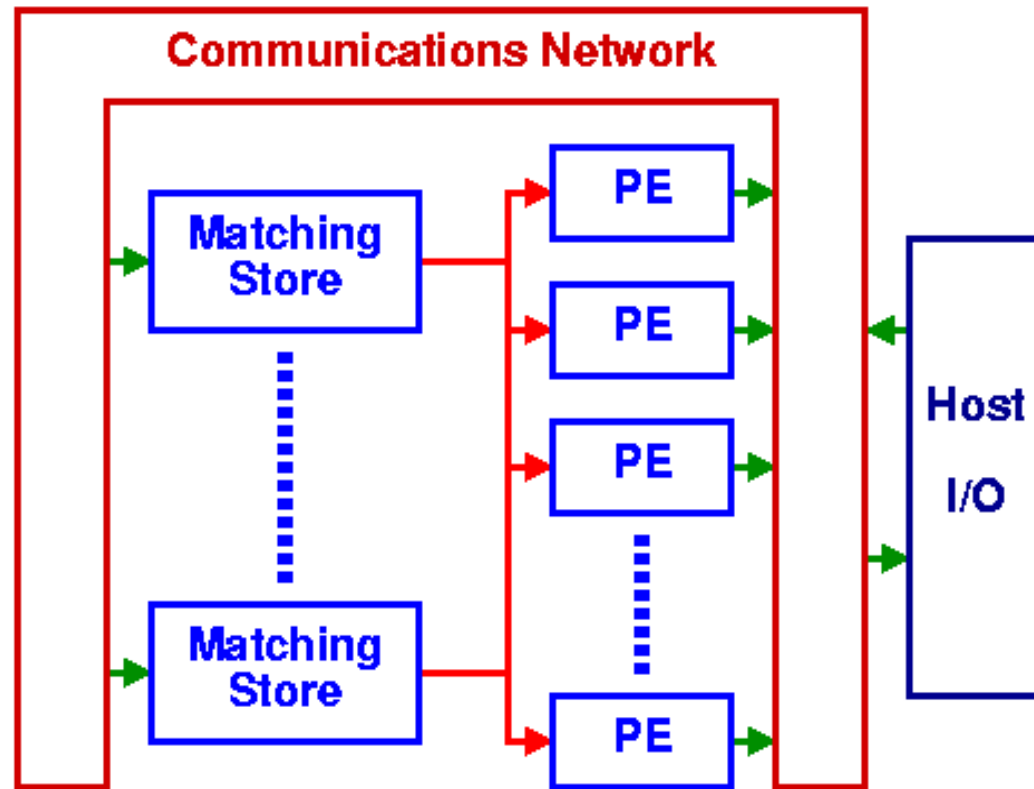 Communications Network
Matching
Store
PE
PE
PE
Matching
Store
PE
Host
I/O